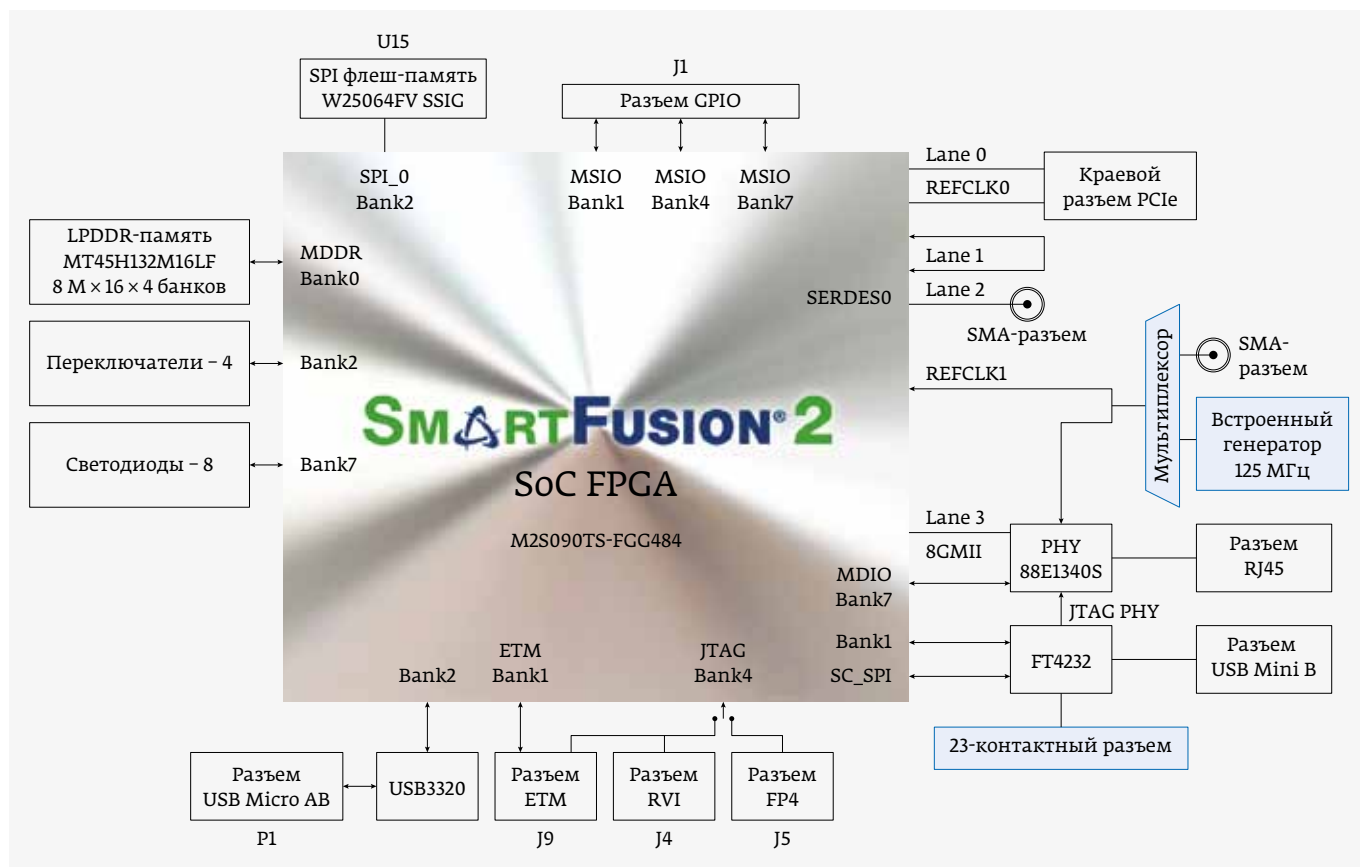 U15
SPI флеш-память
W25064FV SSIG
J1
Разъем GPIO
SPI_0
Bank2
MSIO
Bank1
MSIO
Bank4
MSIO
Bank7
Lane 0
REFCLK0
Краевой
разъем PCIe
LPDDR-память
MT45H132M16LF
8 М × 16 × 4 банков
MDDR
Bank0
Lane 1
SERDES0
Lane 2
SMA-разъем
Переключатели – 4
Bank2
REFCLK1
Мультиплексор
SMA-
разъем
Встроенный
генератор
125 МГц
SMARTFUSION® 2
SoC FPGA
M2S090TS-FGG484
Светодиоды – 8
Bank7
Lane 3
8GMII
PHY
88E1340S
Разъем
RJ45
MDIO
Bank7
JTAG PHY
Bank1
SC_SPI
FT4232
Разъем
USB Mini B
23-контактный разъем
Bank2
ETM
Bank1
JTAG
Bank4
Разъем
USB Micro AB
P1
USB3320
Разъем
ETM
J9
Разъем
RVI
J4
Разъем
FP4
J5